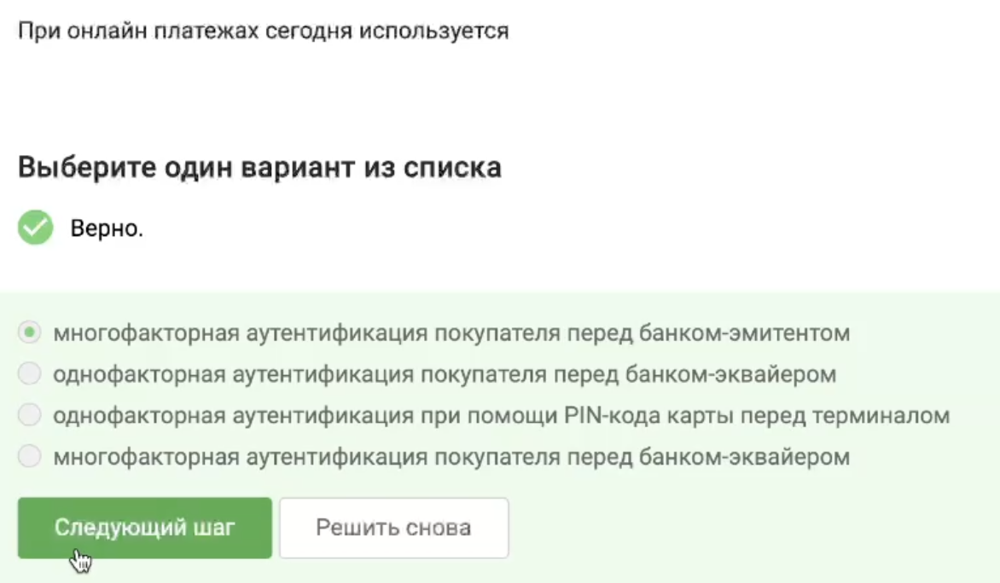 При онлайн платежах сегодня используется
Выберите один вариант из списка
Верно.
многофакторная аутентификация покупателя перед банком-эмитентом
однофакторная аутентификация покупателя перед банком-эквайером
однофакторная аутентификация при помощи PIN-кода карты перед терминалом
многофакторная аутентификация покупателя перед банком-эквайером
Следующий шаг
Решить снова